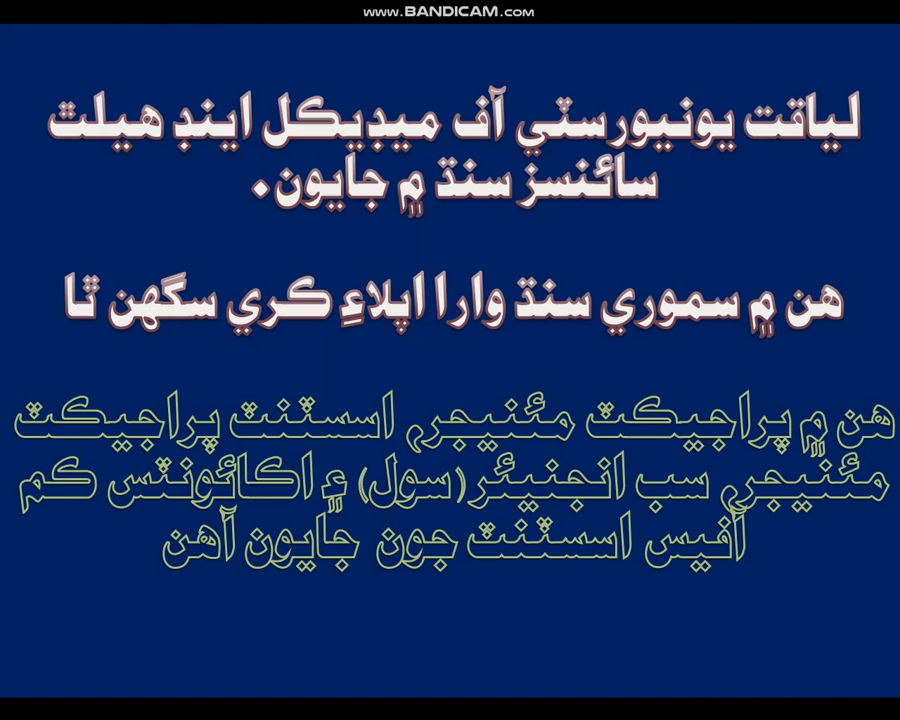 www.BANDICAM.com
لياقت يونيورسٽي آف ميڊيڪل اينڊ هيلٿ
سائنسز سنڌ ۾ جايون.
هن ۾ سموري سنڌ وارا اپلاءِ ڪري سگهن ٿا
هن ۾ پراجيڪٽ مئنيجر، اسسٽنٽ پراجيڪٽ
مئنيجر، سب انجنيئر(سول) ۽ اڪائونٽس ڪم
آفيس اسسٽنٽ جون جايون آهن